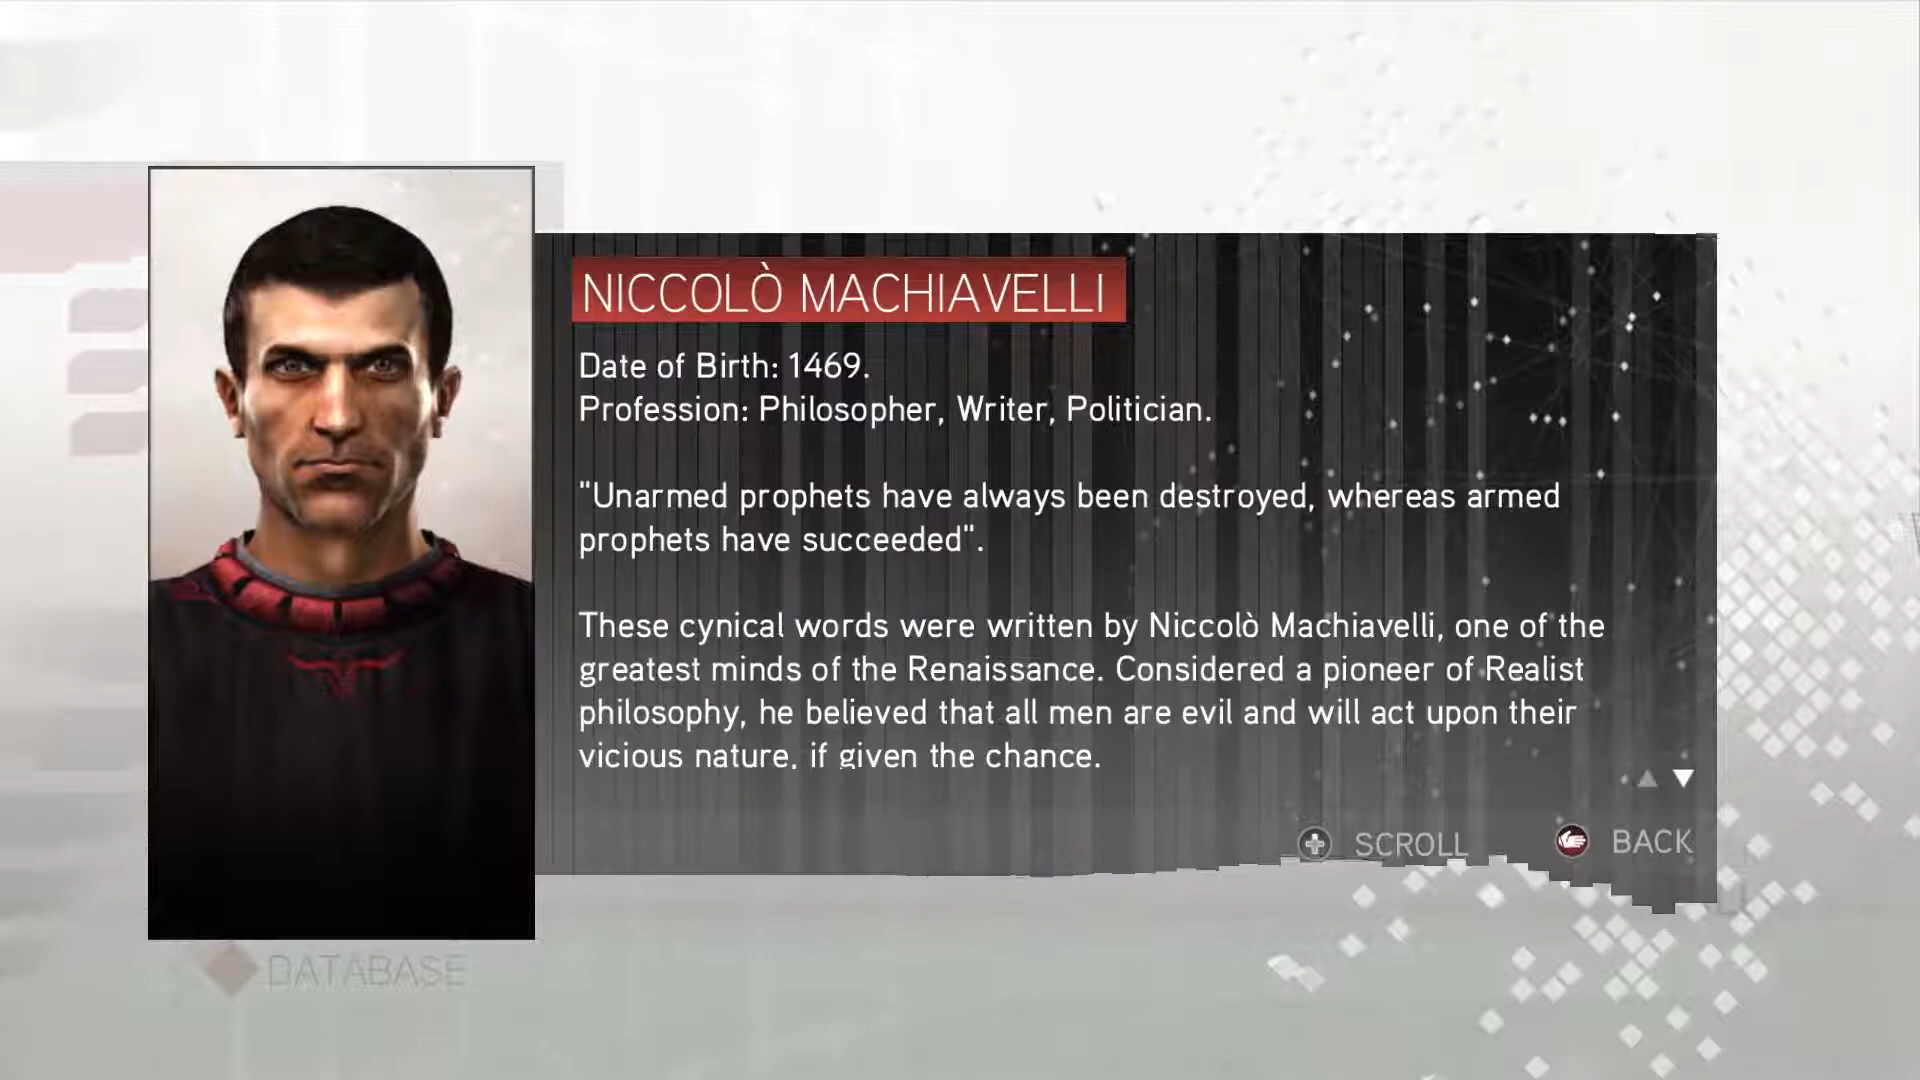 NICCOLÒ MACHIAVELLI
Date of Birth: 1469.
Profession: Philosopher, Writer, Politician.
"Unarmed prophets have always been destroyed, whereas armed
prophets have succeeded".
These cynical words were written by Niccolò Machiavelli, one of the
greatest minds of the Renaissance. Considered a pioneer of Realist
philosophy, he believed that all men are evil and will act upon their
vicious nature, if given the chance.
SCROLL
BACK
DATABASE